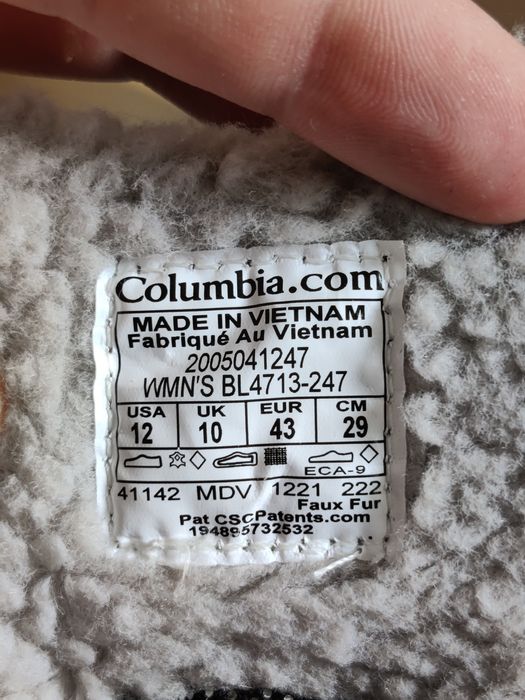 Columbia.com
MADE IN VIETNAM
Fabriqué Au Vietnam
2005041247
WMN'S BL4713-247
USA UK EUR CM
12 10 43 29
ECA-9
41142 MDV 1221 222
Faux Fur
Pat CSCPatents.com
194895732532